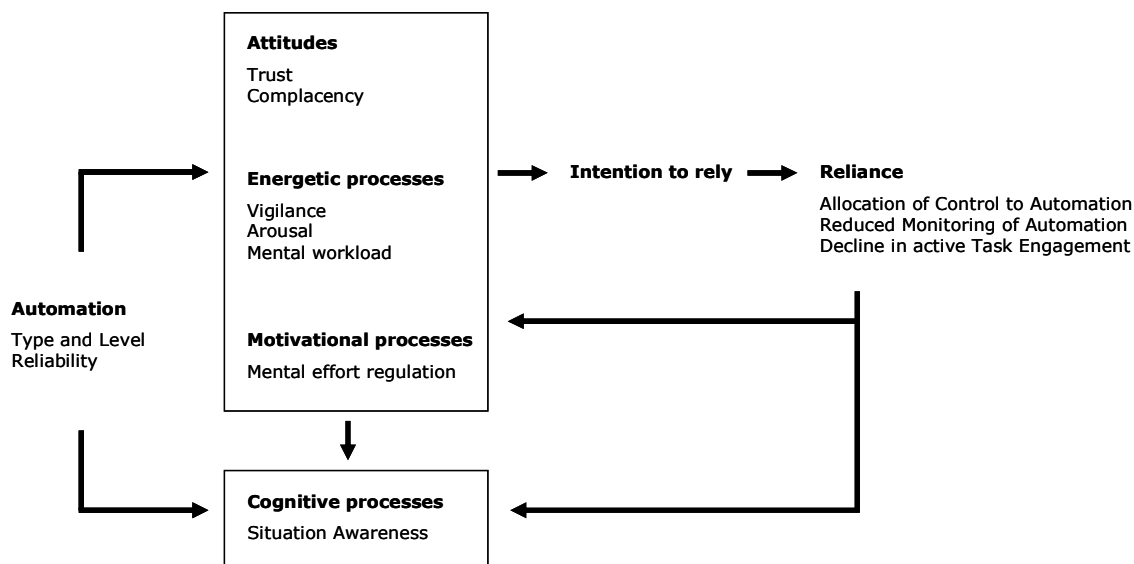 Attitudes
Trust
Complacency
Energetic processes
Vigilance
Arousal
Mental workload
Motivational processes
Mental effort regulation
Intention to rely
Reliance
Allocation of Control to Automation
Reduced Monitoring of Automation
Decline in active Task Engagement
Automation
Type and Level
Reliability
Cognitive processes
Situation Awareness